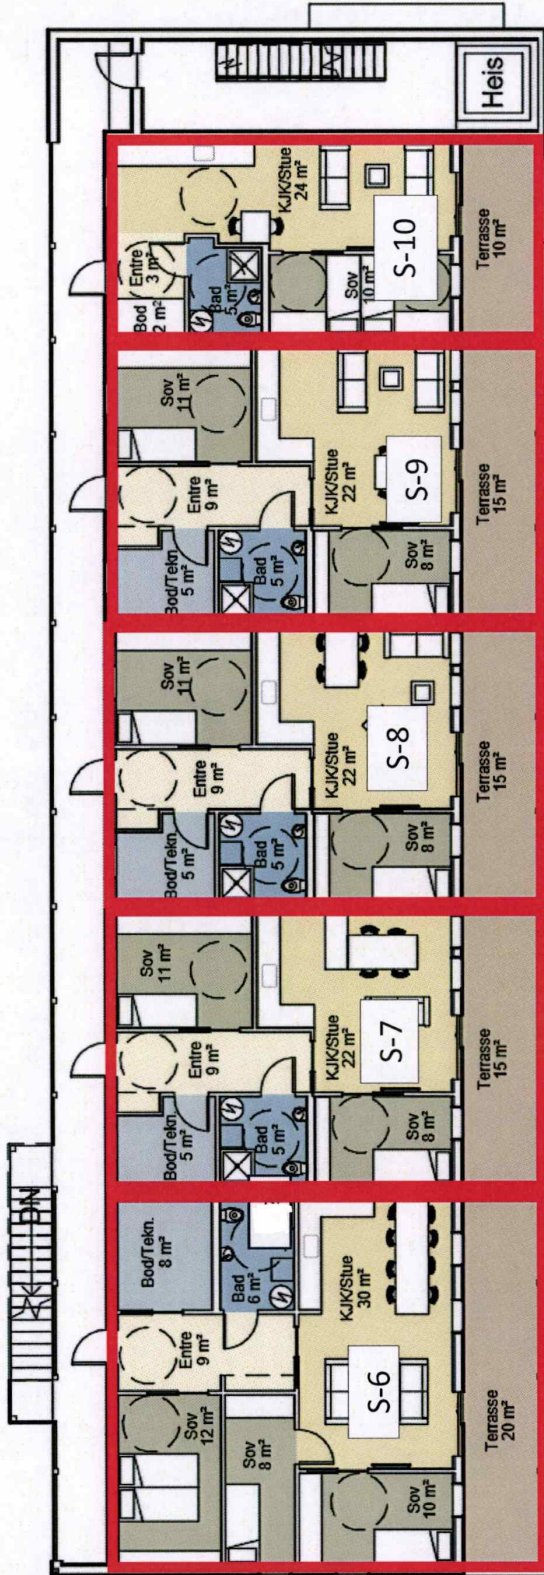 Heis
KJK/Stue
24 m²
Entre
3 m²
Bod
2 m²
Bad
5 m²
Sov
10 m²
S-10
Terrasse
10 m²
Sov
11 m²
Entre
9 m²
Bod/Tekn.
5 m²
Bad
5 m²
KJK/Stue
22 m²
S-9
Sov
8 m²
Terrasse
15 m²
Sov
11 m²
Entre
9 m²
Bod/Tekn.
5 m²
Bad
5 m²
KJK/Stue
22 m²
S-8
Sov
8 m²
Terrasse
15 m²
Sov
11 m²
Entre
9 m²
Bod/Tekn.
5 m²
Bad
5 m²
KJK/Stue
22 m²
S-7
Sov
8 m²
Terrasse
15 m²
DN
Bod/Tekn.
8 m²
Bad
6 m²
Entre
9 m²
KJK/Stue
30 m²
S-6
Sov
12 m²
Sov
8 m²
Sov
10 m²
Terrasse
20 m²